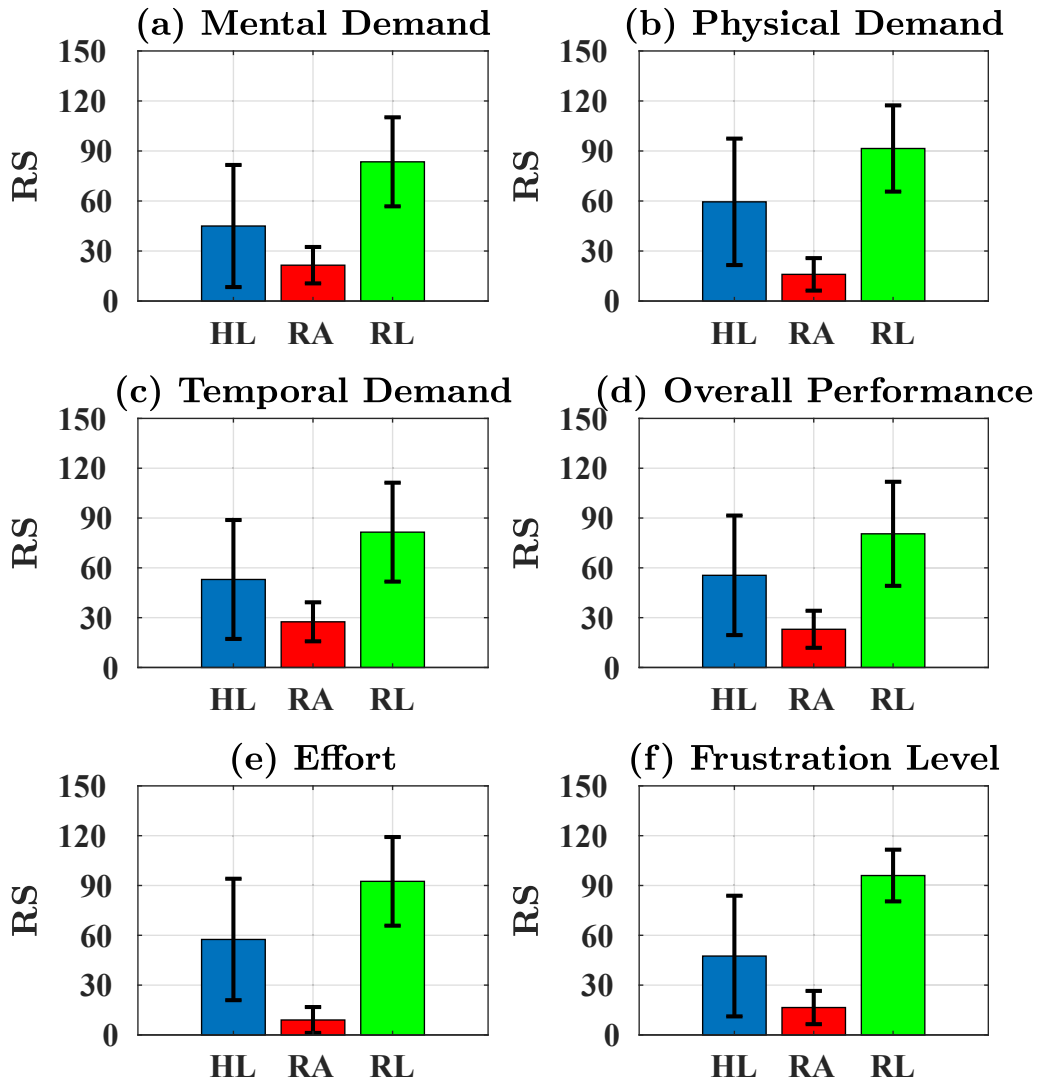 (a) Mental Demand
150
120
90
60
30
0
RS
HL RA RL
(b) Physical Demand
150
120
90
60
30
0
RS
HL RA RL
(c) Temporal Demand
150
120
90
60
30
0
RS
HL RA RL
(d) Overall Performance
150
120
90
60
30
0
RS
HL RA RL
(e) Effort
150
120
90
60
30
0
RS
HL RA RL
(f) Frustration Level
150
120
90
60
30
0
RS
HL RA RL